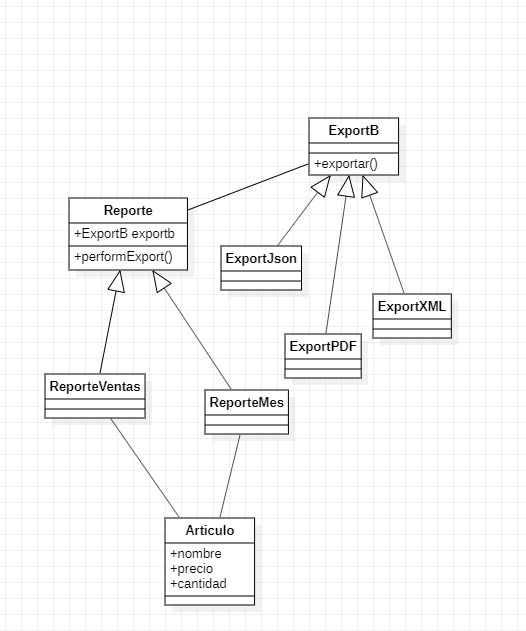 ExportB
+exportar()
Reporte
+ExportB exportb
+performExport()
ExportJson
ExportXML
ExportPDF
ReporteVentas
ReporteMes
Articulo
+nombre
+precio
+cantidad